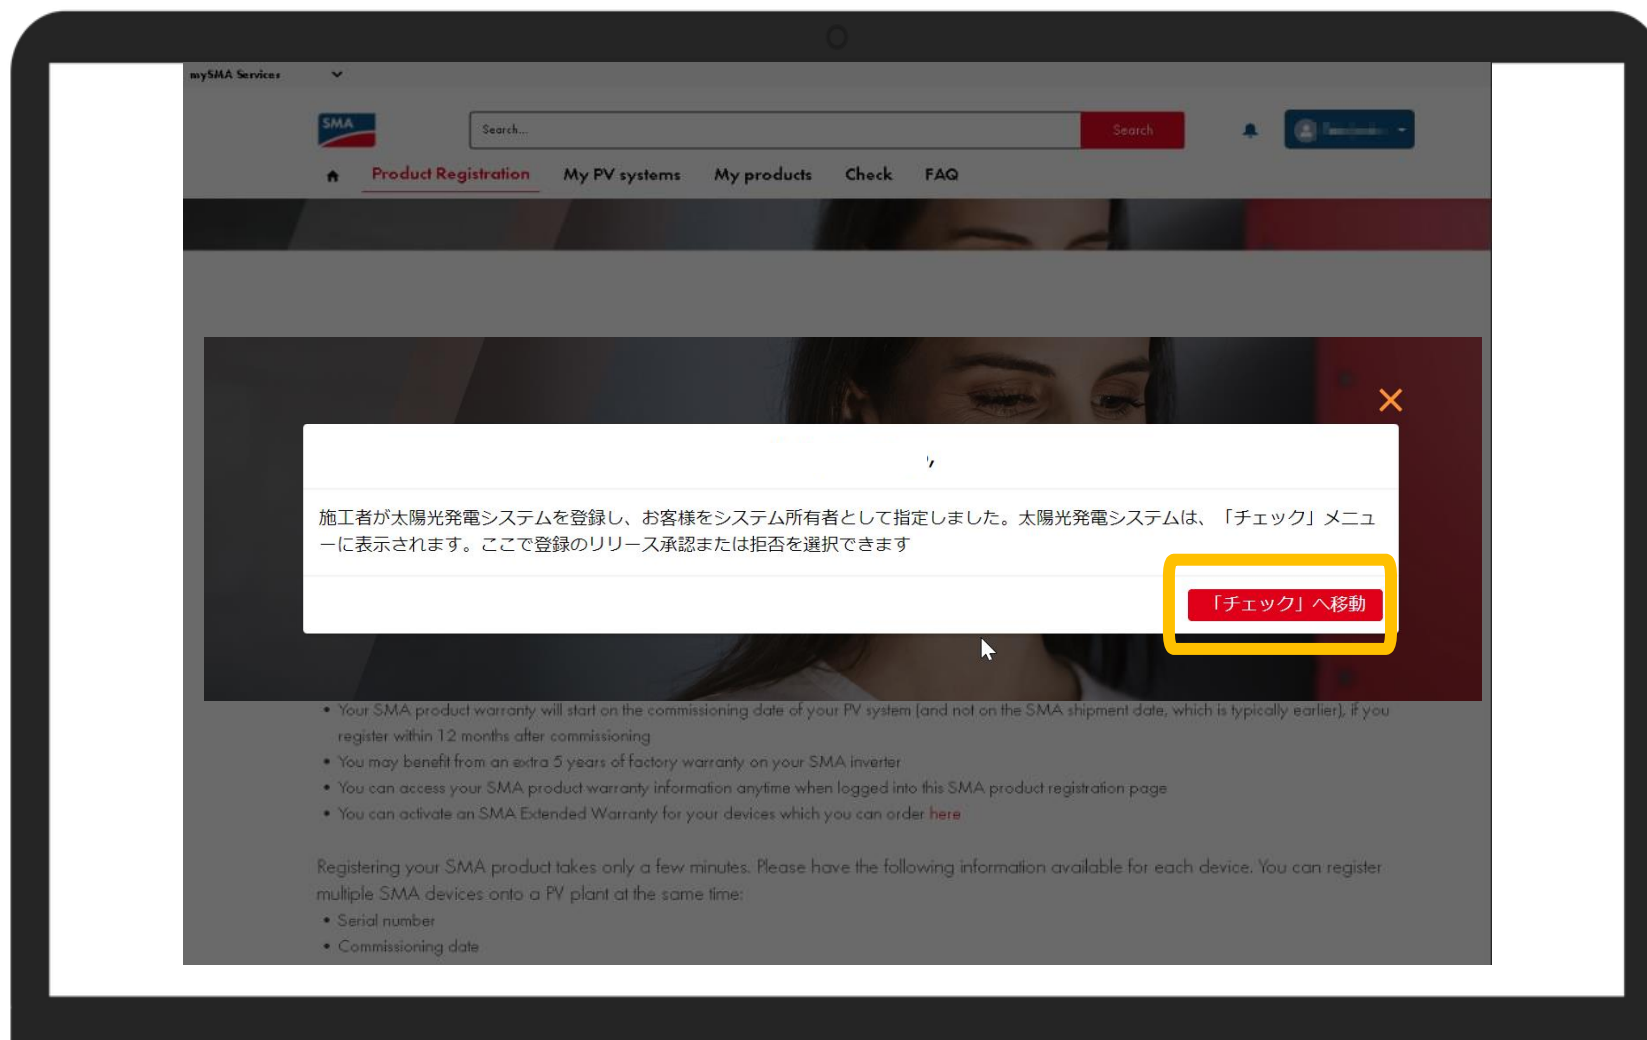 mySMA Services
SMA
Search...
Search
Product Registration
My PV systems
My products
Check
FAQ
施工者が太陽光発電システムを登録し、お客様をシステム所有者として指定しました。太陽光発電システムは、「チェック」メニュ
ーに表示されます。ここで登録のリリース承認または拒否を選択できます
「チェック」へ移動
• Your SMA product warranty will start on the commissioning date of your PV system (and not on the SMA shipment date, which is typically earlier), if you
register within 12 months after commissioning
• You may benefit from an extra 5 years of factory warranty on your SMA inverter
• You can access your SMA product warranty information anytime when logged into this SMA product registration page
• You can activate an SMA Extended Warranty for your devices which you can order here
Registering your SMA product takes only a few minutes. Please have the following information available for each device. You can register
multiple SMA devices onto a PV plant at the same time:
• Serial number
• Commissioning date